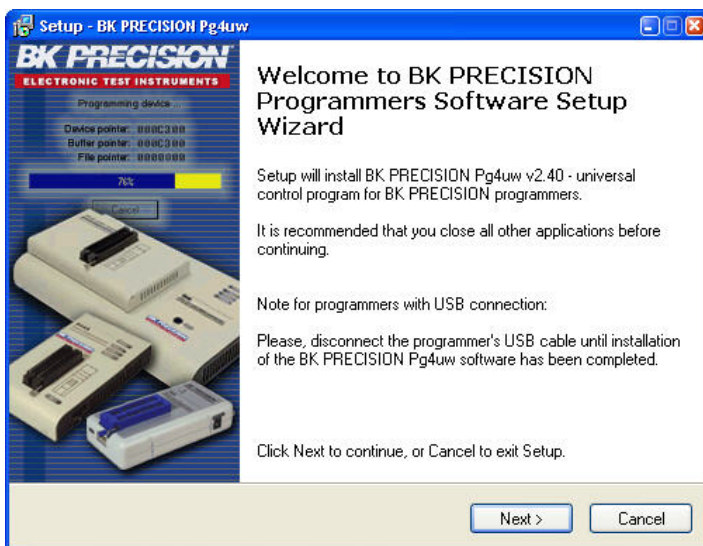 Setup - BK PRECISION Pg4uw
BK PRECISION
ELECTRONIC TEST INSTRUMENTS
Programming device ...
Device pointer: 000C300
Buffer pointer: 000C300
File pointer: 0000000
76%
Cancel
Welcome to BK PRECISION
Programmers Software Setup
Wizard
Setup will install BK PRECISION Pg4uw v2.40 - universal
control program for BK PRECISION programmers.
It is recommended that you close all other applications before
continuing.
Note for programmers with USB connection:
Please, disconnect the programmer's USB cable until installation
of the BK PRECISION Pg4uw software has been completed.
Click Next to continue, or Cancel to exit Setup.
Next >
Cancel